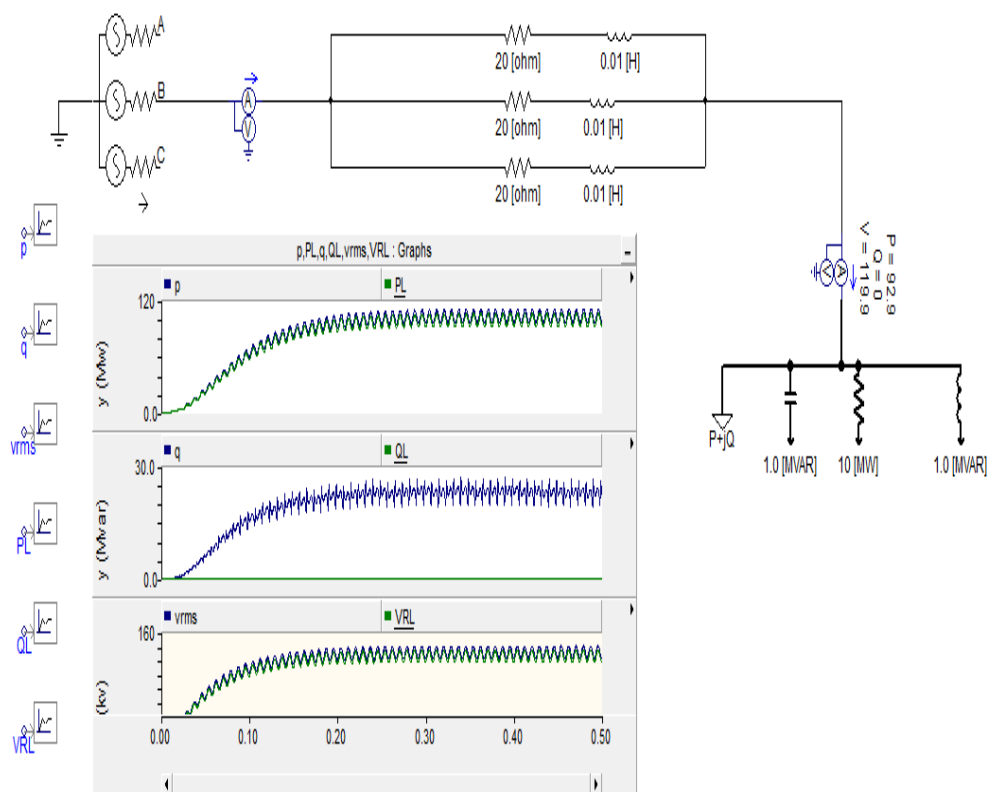 A
20 [ohm]
0.01 [H]
B
A
V
20 [ohm]
0.01 [H]
C
20 [ohm]
0.01 [H]
p
q
vrms
PL
QL
VRL
p,PL,q,QL,vrms,VRL : Graphs
p
PL
120
0.0
y (Mw)
q
QL
30.0
0.0
y (Mvar)
vrms
VRL
160
(kv)
0.00
0.10
0.20
0.30
0.40
0.50
P = 92.9
Q = 0
V = 119.9
V
A
P+jQ
1.0 [MVAR]
10 [MW]
1.0 [MVAR]